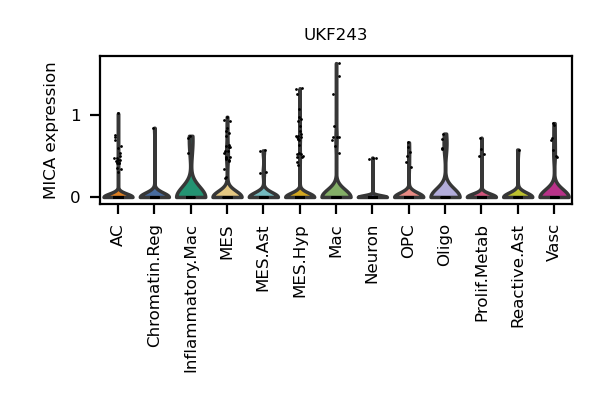 UKF243
MICA expression
1
0
AC
Chromatin.Reg
Inflammatory.Mac
MES
MES.Ast
MES.Hyp
Mac
Neuron
OPC
Oligo
Prolif.Metab
Reactive.Ast
Vasc